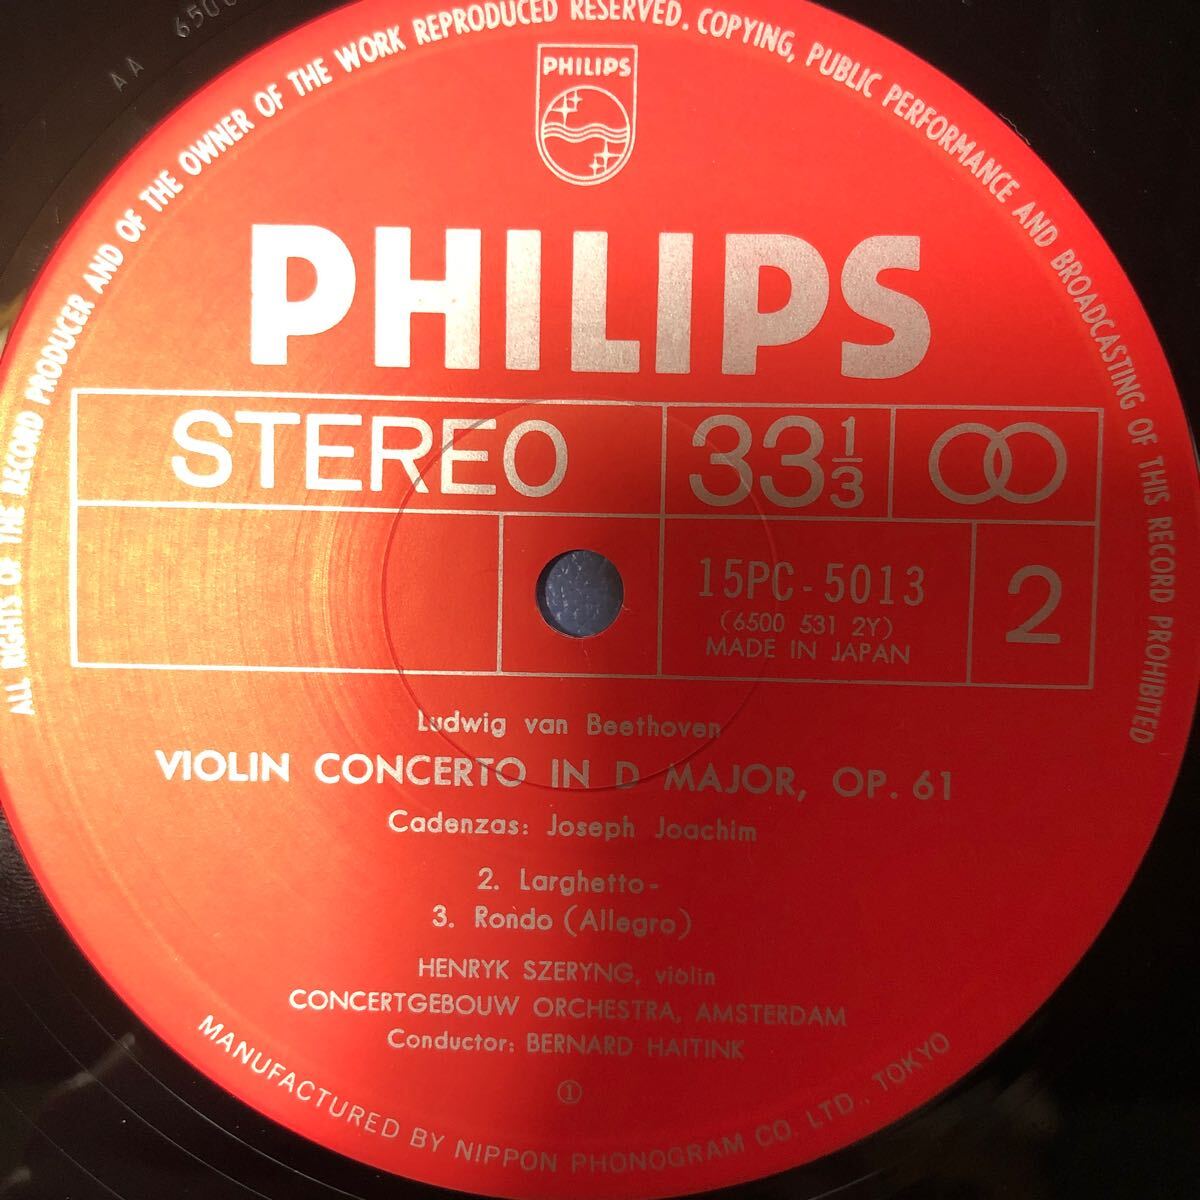 AA 6500
ALL RIGHTS OF THE RECORD PRODUCER AND OF THE OWNER OF THE WORK REPRODUCED RESERVED. COPYING, PUBLIC PERFORMANCE AND BROADCASTING OF THIS RECORD PROHIBITED
PHILIPS
PHILIPS
STEREO 33 1/3
15PC-5013
(6500 531 2Y)
MADE IN JAPAN
2
Ludwig van Beethoven
VIOLIN CONCERTO IN D MAJOR, OP. 61
Cadenzas: Joseph Joachim
2. Larghetto-
3. Rondo (Allegro)
HENRYK SZERYNG, violin
CONCERTGEBOUW ORCHESTRA, AMSTERDAM
Conductor: BERNARD HAITINK
①
MANUFACTURED BY NIPPON PHONOGRAM CO. LTD., TOKYO